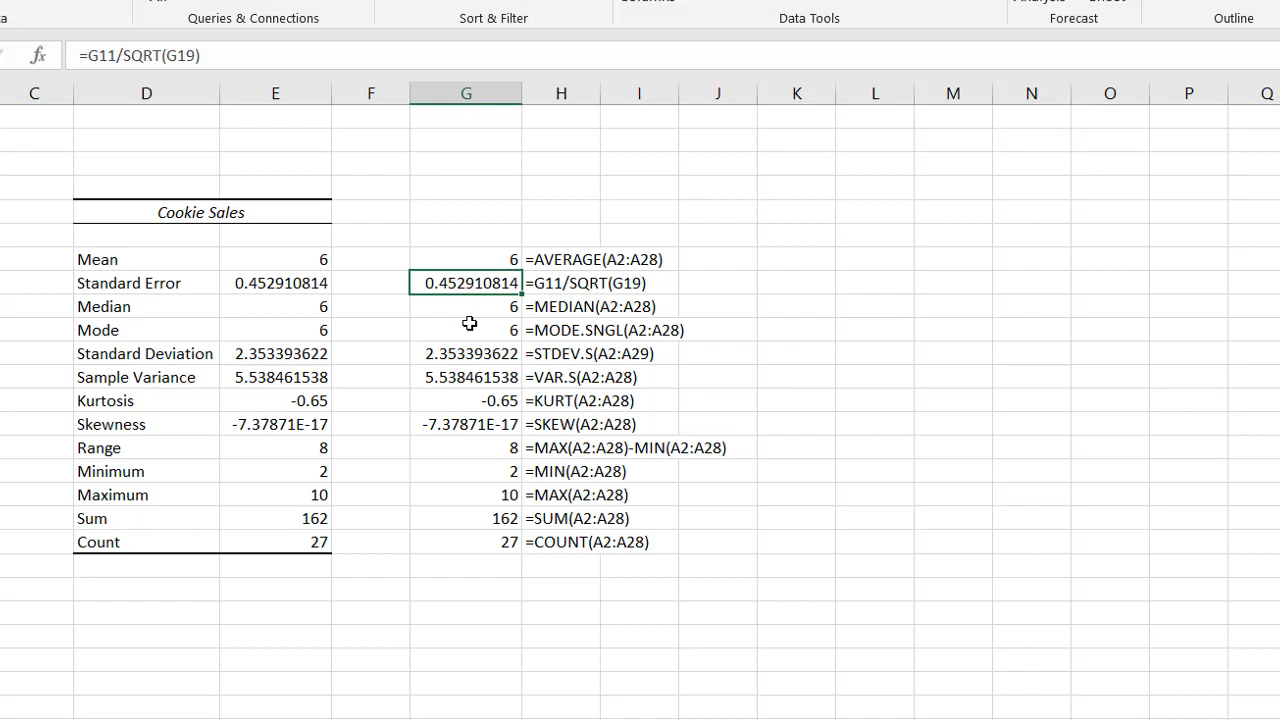 a Queries & Connections Sort & Filter Data Tools Forecast Outline
fx =G11/SQRT(G19)
C D E F G H I J K L M N O P Q
Cookie Sales
Mean 6 6 =AVERAGE(A2:A28)
Standard Error 0.452910814 0.452910814 =G11/SQRT(G19)
Median 6 6 =MEDIAN(A2:A28)
Mode 6 6 =MODE.SNGL(A2:A28)
Standard Deviation 2.353393622 2.353393622 =STDEV.S(A2:A29)
Sample Variance 5.538461538 5.538461538 =VAR.S(A2:A28)
Kurtosis -0.65 -0.65 =KURT(A2:A28)
Skewness -7.37871E-17 -7.37871E-17 =SKEW(A2:A28)
Range 8 8 =MAX(A2:A28)-MIN(A2:A28)
Minimum 2 2 =MIN(A2:A28)
Maximum 10 10 =MAX(A2:A28)
Sum 162 162 =SUM(A2:A28)
Count 27 27 =COUNT(A2:A28)